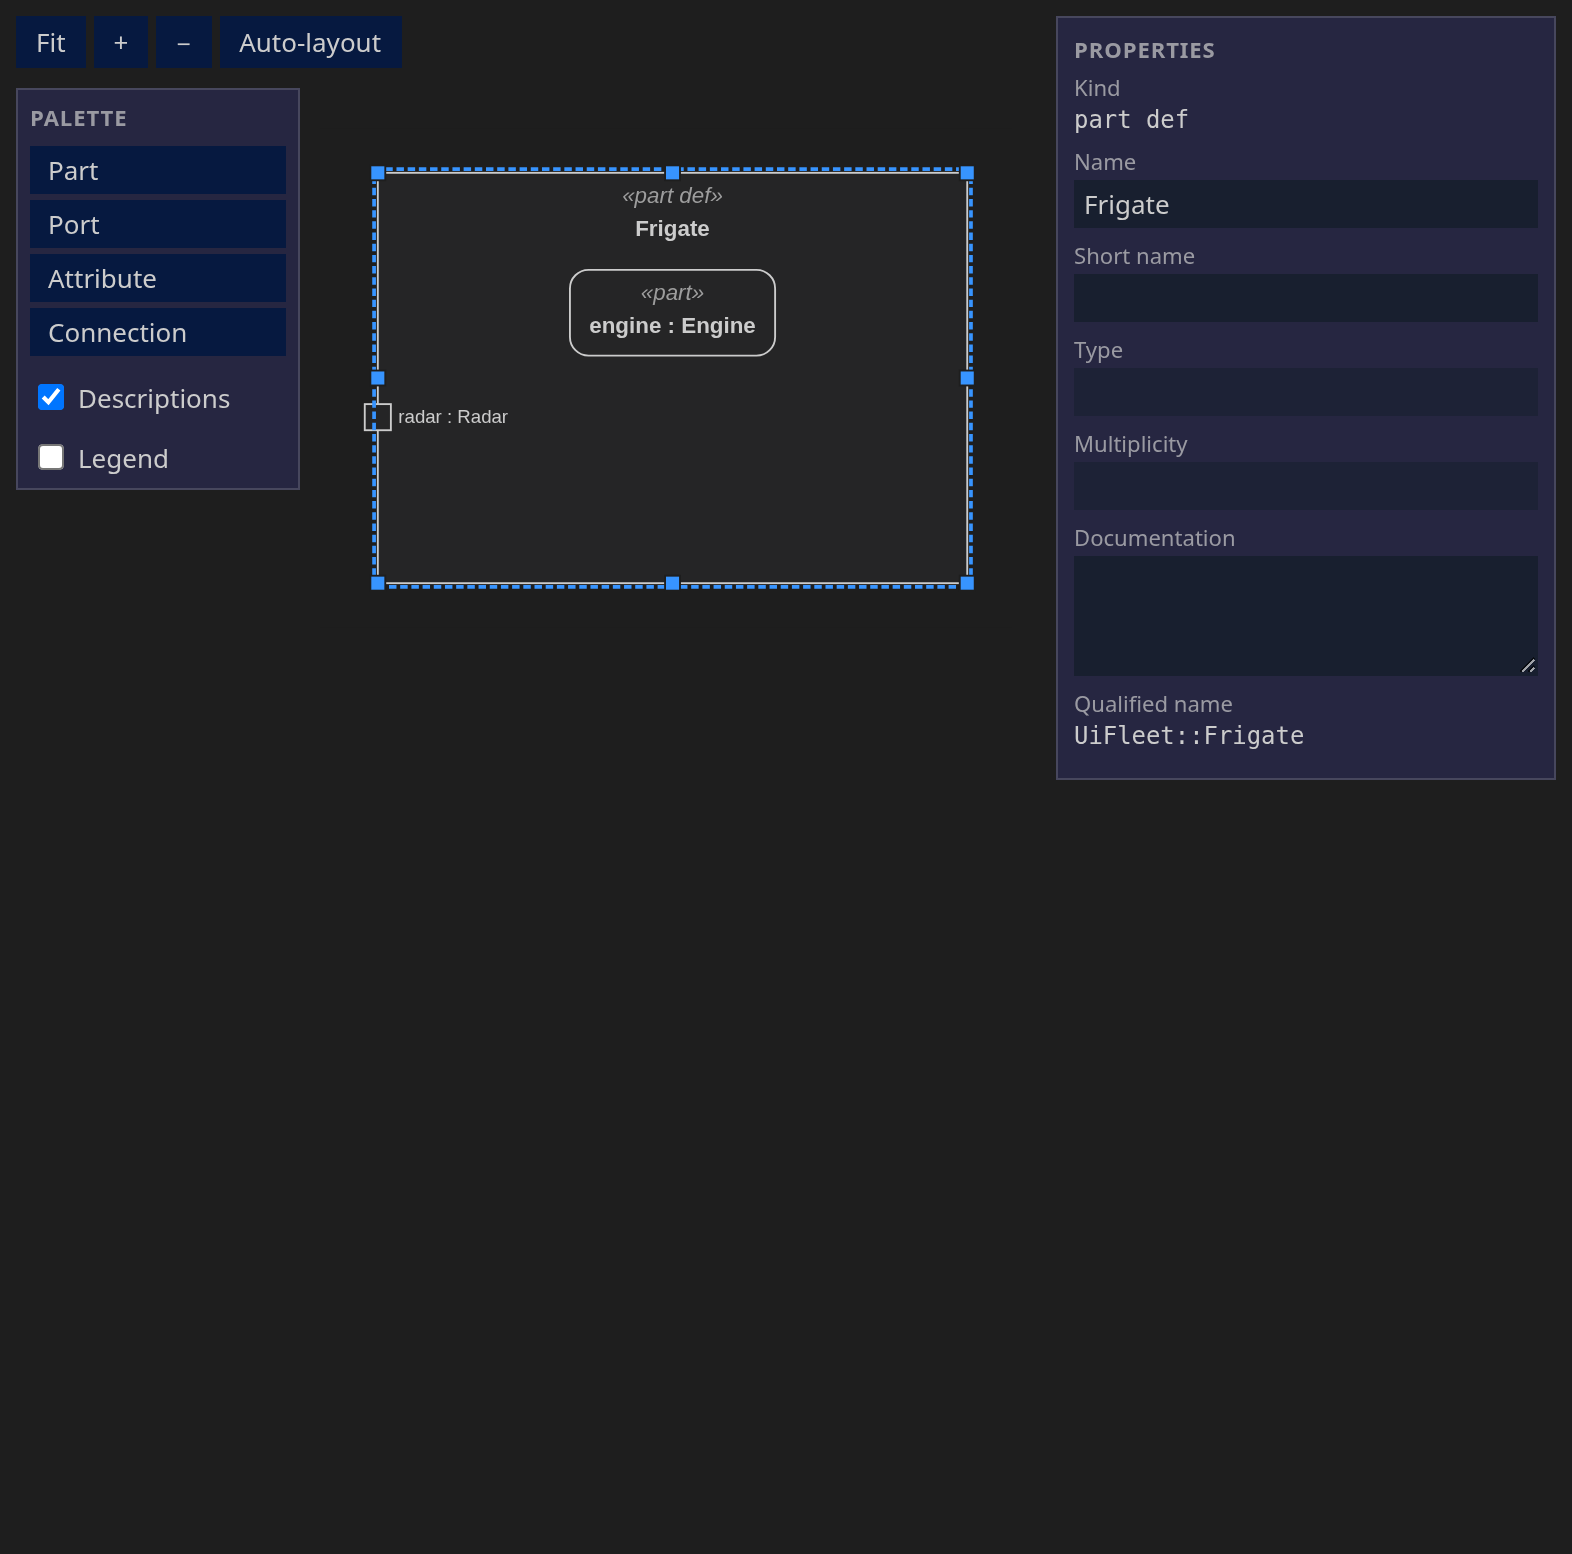 Fit
+
−
Auto-layout
PALETTE
Part
Port
Attribute
Connection
Descriptions
Legend
«part def»
Frigate
«part»
engine : Engine
radar : Radar
PROPERTIES
Kind
part def
Name
Frigate
Short name
Type
Multiplicity
Documentation
Qualified name
UiFleet::Frigate